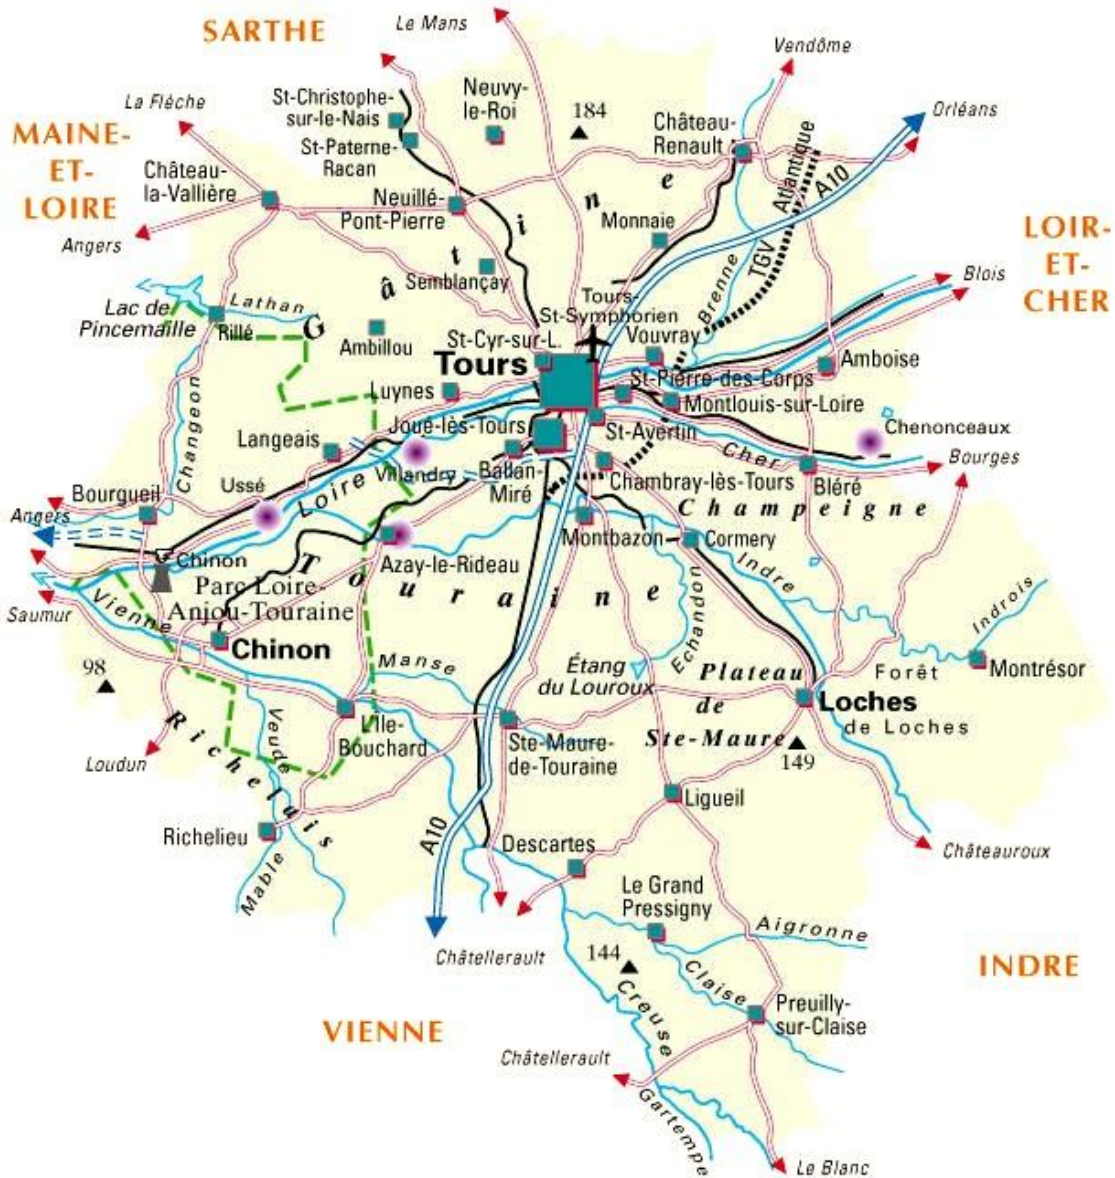 SARTHE
Le Mans
Vendôme
La Flèche
St-Christophe-
sur-le-Nais
Neuvy-
le-Roi
184
Château-
Renault
Orléans
MAINE-
ET-
LOIRE
St-Paterne-
Racan
Atlantique
A10
Château-
la-Vallière
Neuillé-
Pont-Pierre
Monnaie
Angers
LOIR-
ET-
CHER
Gâtine
Semblançay
TGV
Brenne
Blois
Lac de
Pincemaille
Lathan
Rillé
Ambillou
Tours-
St-Symphorien
St-Cyr-sur-L.
Vouvray
Tours
Amboise
St-Pierre-des-Corps
Luynes
Montlouis-sur-Loire
Changeon
Langeais
Joué-lès-Tours
St-Avertin
Chenonceaux
Cher
Bourges
Villandry
Ballan-
Miré
Chambray-lès-Tours
Bléré
Ussé
Loire
Bourgueil
Angers
Champeigne
Montbazon
Cormery
Chinon
Azay-le-Rideau
Parc Loire-
Anjou-Touraine
Touraine
Indre
Indrois
Echandon
Saumur
Vienne
Chinon
Manse
Étang
du Louroux
Plateau
de
Ste-Maure
Forêt
de Loches
Montrésor
98
Loches
149
Richelais
Veude
L'Ile-
Bouchard
Ste-Maure-
de-Touraine
Loudun
Ligueil
Richelieu
A10
Descartes
Châteauroux
Mable
Le Grand
Pressigny
Aigronne
Châtellerault
144
Claise
Creuse
INDRE
Preuilly-
sur-Claise
VIENNE
Châtellerault
Gartempe
Le Blanc